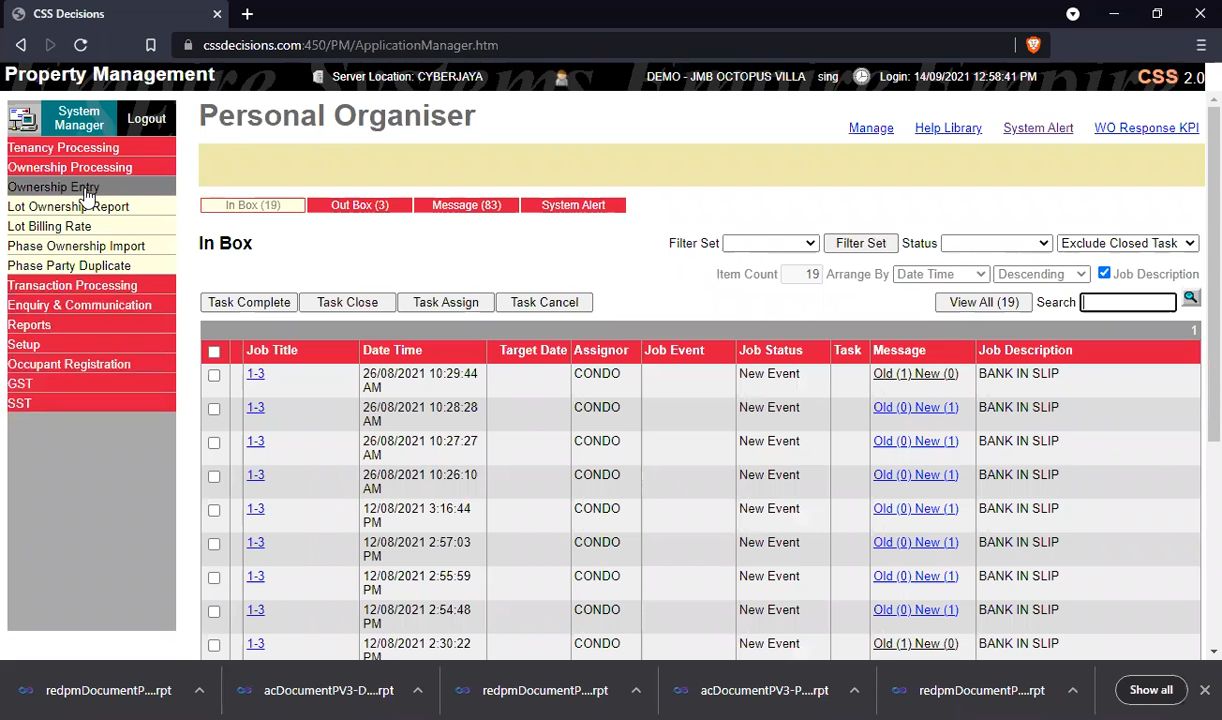 CSS Decisions
cssdecisions.com:450/PM/ApplicationManager.htm
Property Management
Server Location: CYBERJAYA
DEMO - JMB OCTOPUS VILLA sing
Login: 14/09/2021 12:58:41 PM
CSS 2.0
System Manager
Logout
Tenancy Processing
Ownership Processing
Ownership Entry
Lot Ownership Report
Lot Billing Rate
Phase Ownership Import
Phase Party Duplicate
Transaction Processing
Enquiry & Communication
Reports
Setup
Occupant Registration
GST
SST
Personal Organiser
Manage Help Library System Alert WO Response KPI
In Box (19) Out Box (3) Message (83) System Alert
In Box
Filter Set Filter Set Status Exclude Closed Task
Item Count 19 Arrange By Date Time Descending Job Description
Task Complete Task Close Task Assign Task Cancel View All (19) Search
1
Job Title Date Time Target Date Assignor Job Event Job Status Task Message Job Description
1-3 26/08/2021 10:29:44 AM CONDO New Event Old (1) New (0) BANK IN SLIP
1-3 26/08/2021 10:28:28 AM CONDO New Event Old (0) New (1) BANK IN SLIP
1-3 26/08/2021 10:27:27 AM CONDO New Event Old (0) New (1) BANK IN SLIP
1-3 26/08/2021 10:26:10 AM CONDO New Event Old (0) New (1) BANK IN SLIP
1-3 12/08/2021 3:16:44 PM CONDO New Event Old (0) New (1) BANK IN SLIP
1-3 12/08/2021 2:57:03 PM CONDO New Event Old (0) New (1) BANK IN SLIP
1-3 12/08/2021 2:55:59 PM CONDO New Event Old (0) New (1) BANK IN SLIP
1-3 12/08/2021 2:54:48 PM CONDO New Event Old (0) New (1) BANK IN SLIP
1-3 12/08/2021 2:30:22 PM CONDO New Event Old (1) New (0) BANK IN SLIP
redpmDocumentP....rpt acDocumentPV3-D....rpt redpmDocumentP....rpt acDocumentPV3-P....rpt redpmDocumentP....rpt Show all